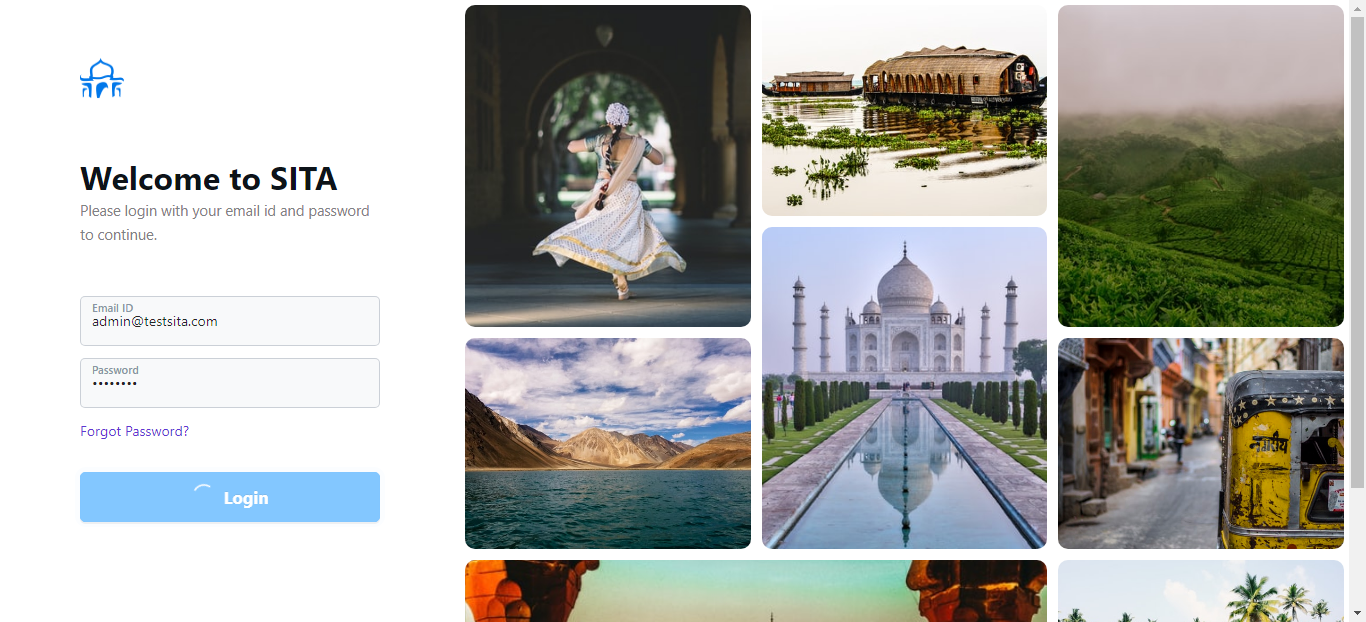 Welcome to SITA
Please login with your email id and password
to continue.
Email ID
admin@testsita.com
Password
••••••••
Forgot Password?
Login